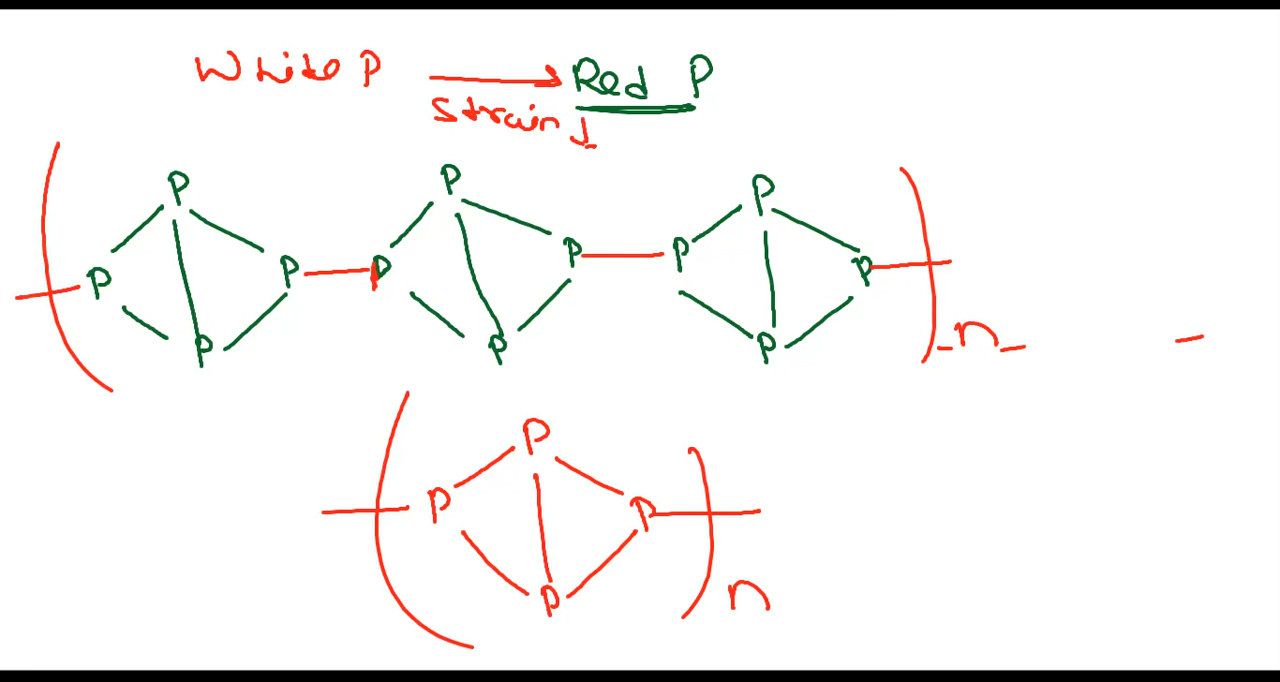 White P → Red P
Strain ↓
P P P
P P P P P P
P P P
n
P
P P
P
n